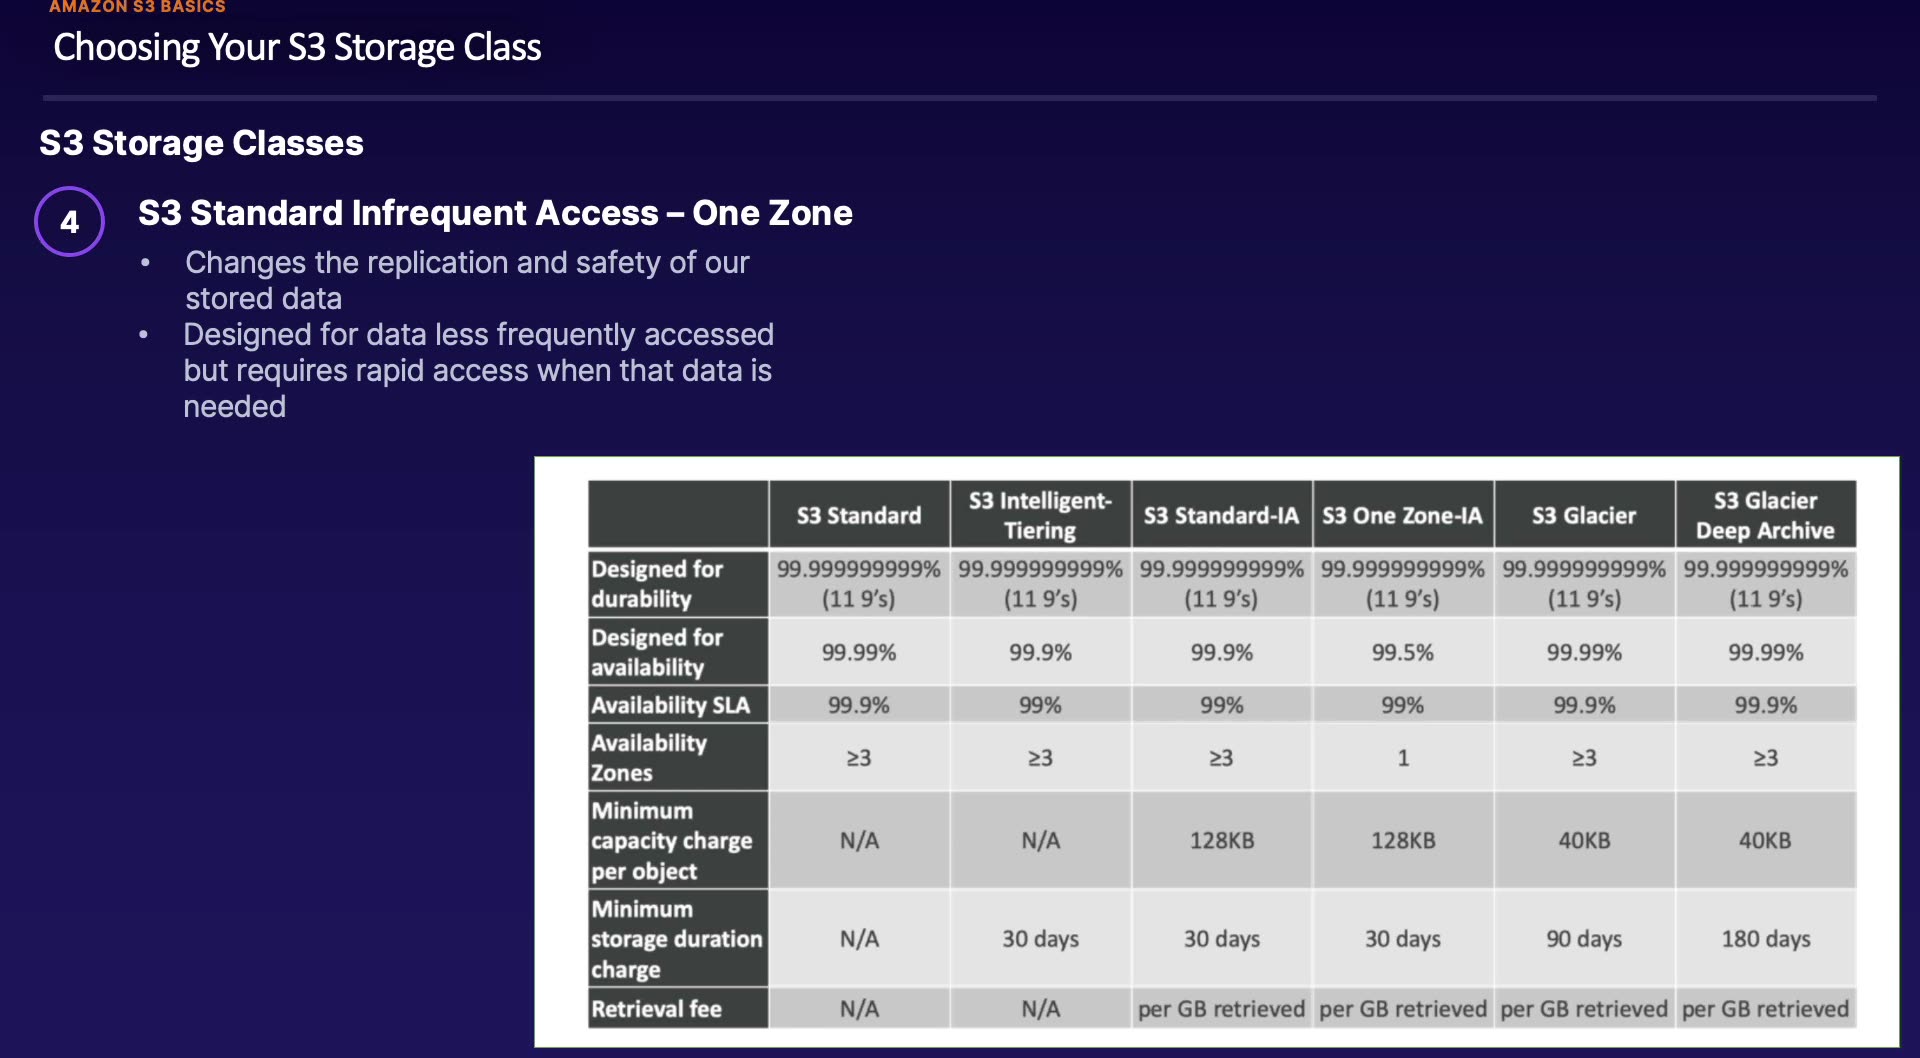 AMAZON S3 BASICS
Choosing Your S3 Storage Class
S3 Storage Classes
4
S3 Standard Infrequent Access – One Zone
• Changes the replication and safety of our
stored data
• Designed for data less frequently accessed
but requires rapid access when that data is
needed
S3 Standard S3 Intelligent-Tiering S3 Standard-IA S3 One Zone-IA S3 Glacier S3 Glacier Deep Archive
Designed for durability 99.999999999% (11 9’s) 99.999999999% (11 9’s) 99.999999999% (11 9’s) 99.999999999% (11 9’s) 99.999999999% (11 9’s) 99.999999999% (11 9’s)
Designed for availability 99.99% 99.9% 99.9% 99.5% 99.99% 99.99%
Availability SLA 99.9% 99% 99% 99% 99.9% 99.9%
Availability Zones ≥3 ≥3 ≥3 1 ≥3 ≥3
Minimum capacity charge per object N/A N/A 128KB 128KB 40KB 40KB
Minimum storage duration charge N/A 30 days 30 days 30 days 90 days 180 days
Retrieval fee N/A N/A per GB retrieved per GB retrieved per GB retrieved per GB retrieved